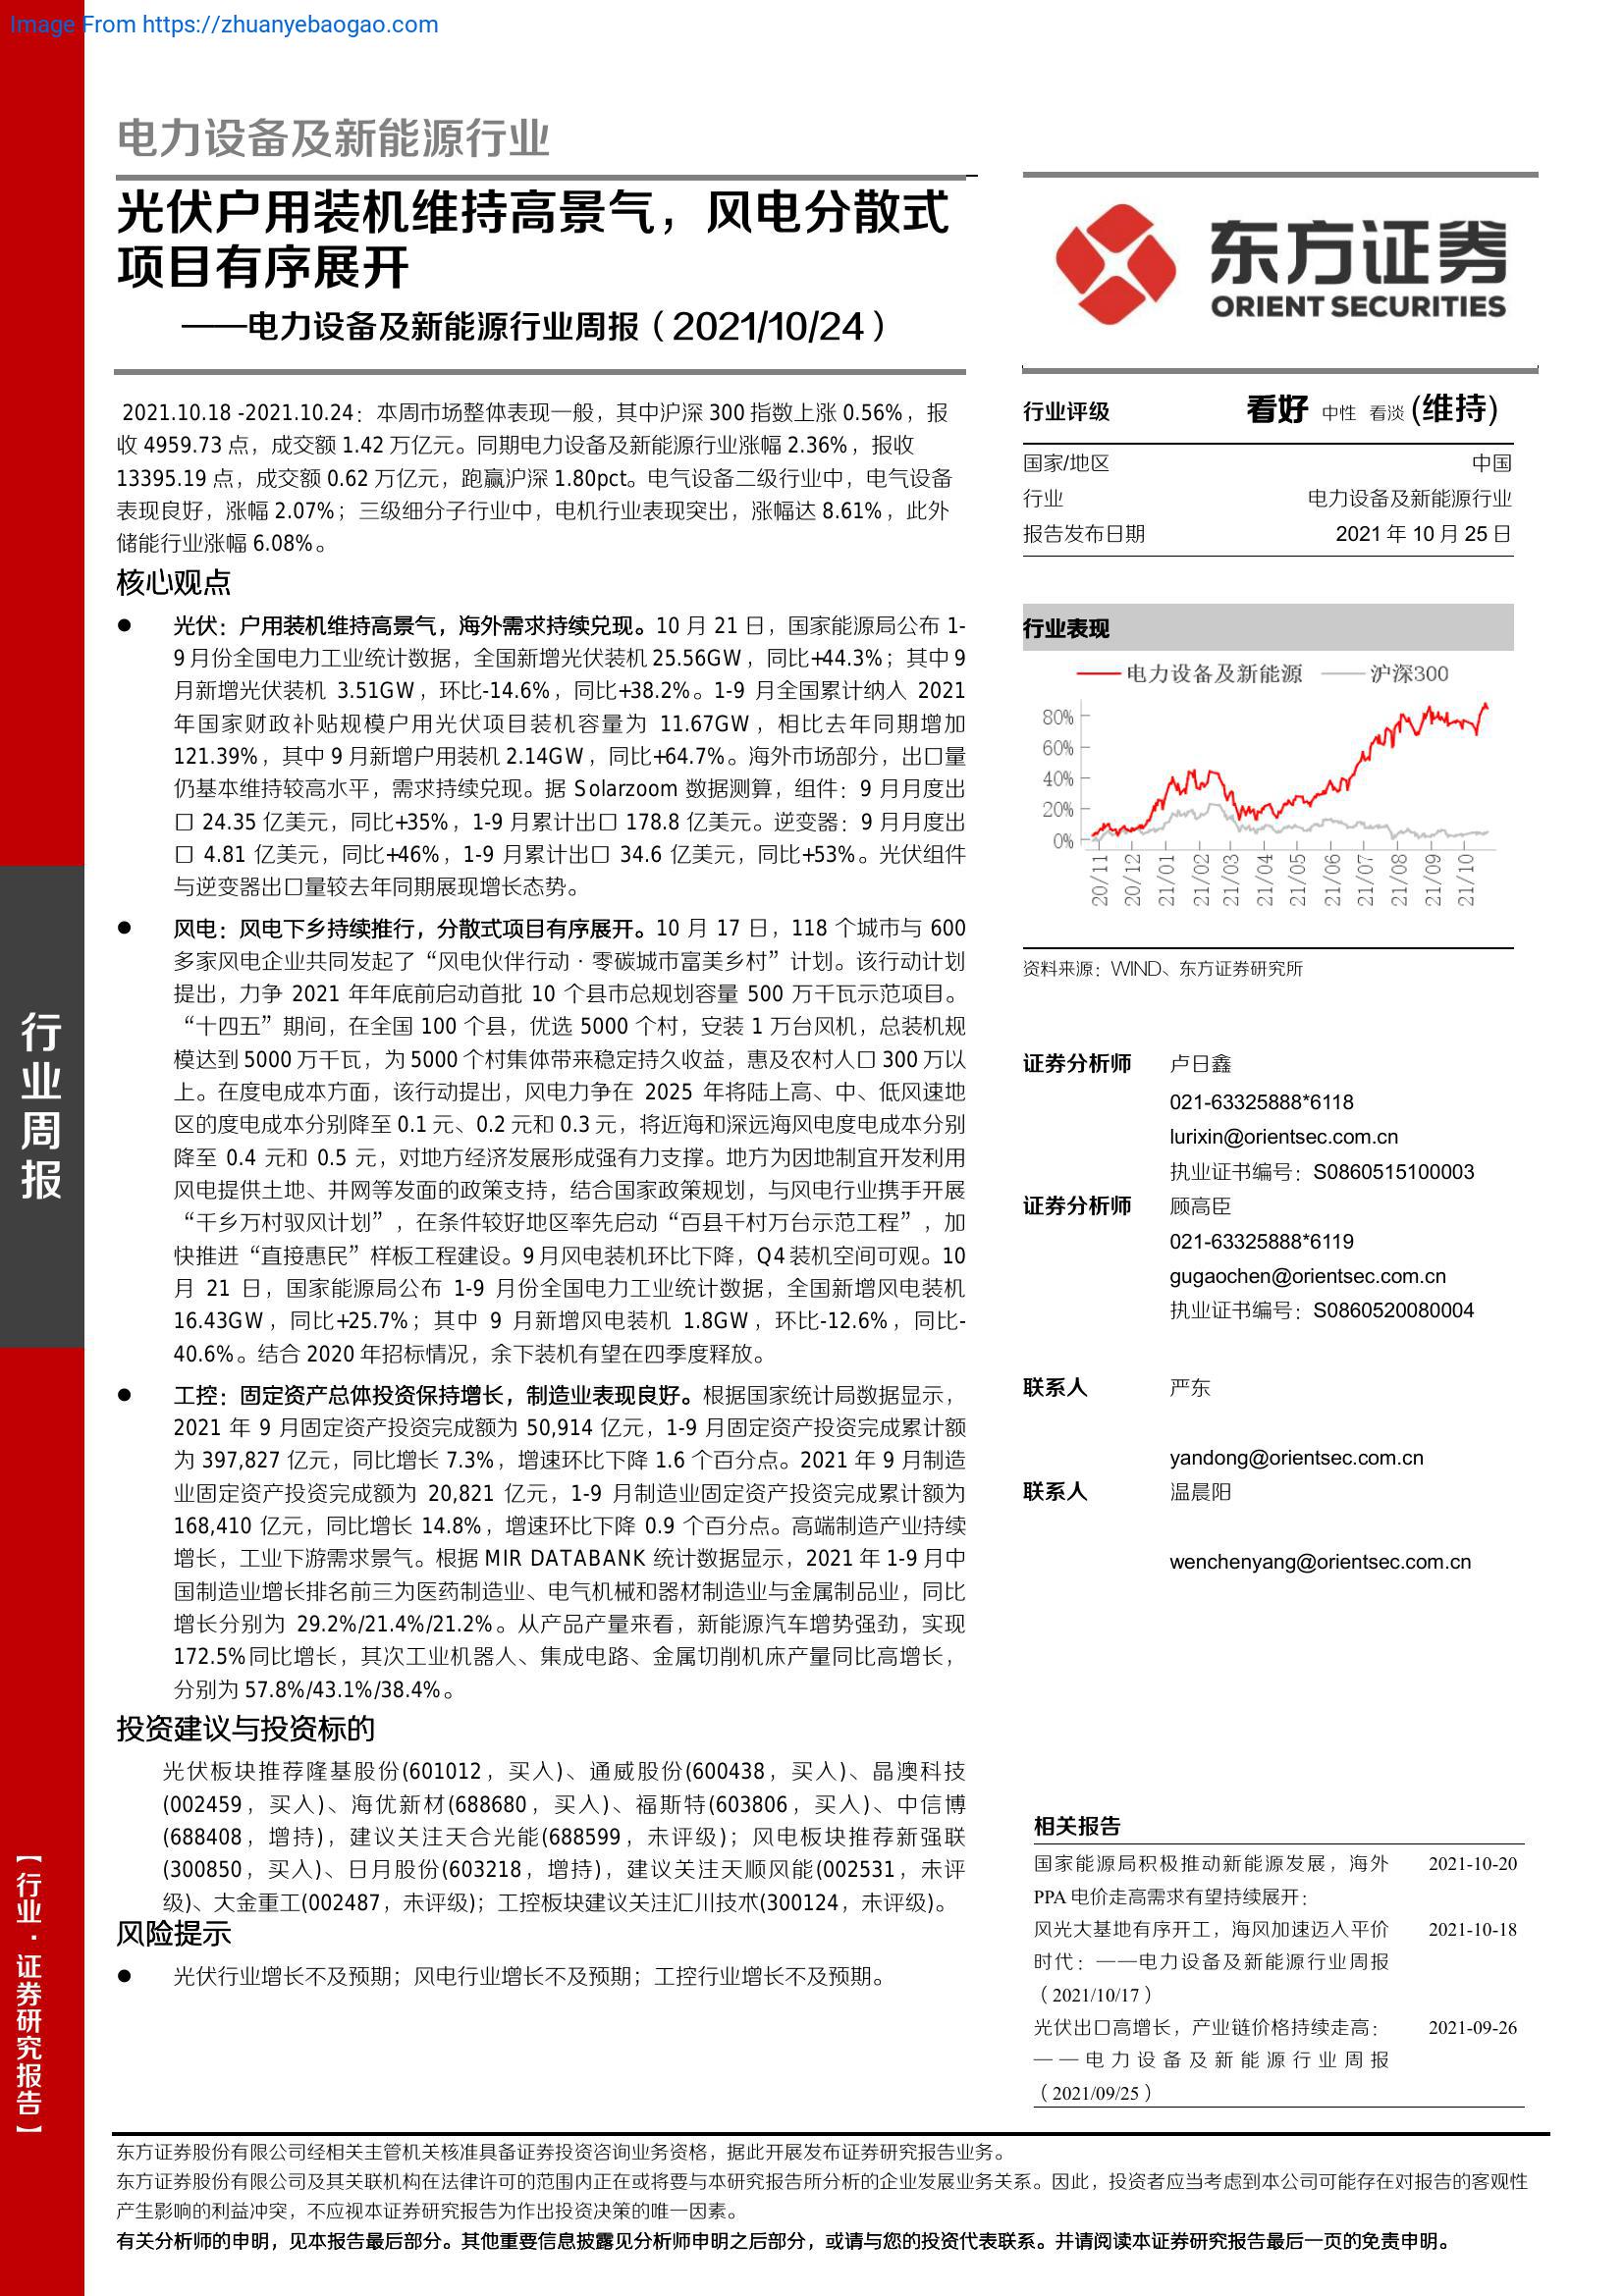 Image From https://zhuanyebaogao.com
电力设备及新能源行业
光伏户用装机维持高景气，风电分散式
项目有序展开
——电力设备及新能源行业周报（2021/10/24）
2021.10.18 -2021.10.24：本周市场整体表现一般，其中沪深 300 指数上涨 0.56%，报
收 4959.73 点，成交额 1.42 万亿元。同期电力设备及新能源行业涨幅 2.36%，报收
13395.19 点，成交额 0.62 万亿元，跑赢沪深 1.80pct。电气设备二级行业中，电气设备
表现良好，涨幅 2.07%；三级细分子行业中，电机行业表现突出，涨幅达 8.61%，此外
储能行业涨幅 6.08%。
核心观点
● 光伏：户用装机维持高景气，海外需求持续兑现。10 月 21 日，国家能源局公布 1-
9 月份全国电力工业统计数据，全国新增光伏装机 25.56GW，同比+44.3%；其中 9
月新增光伏装机 3.51GW，环比-14.6%，同比+38.2%。1-9 月全国累计纳入 2021
年国家财政补贴规模户用光伏项目装机容量为 11.67GW，相比去年同期增加
121.39%，其中 9 月新增户用装机 2.14GW，同比+64.7%。海外市场部分，出口量
仍基本维持较高水平，需求持续兑现。据 Solarzoom 数据测算，组件：9 月月度出
口 24.35 亿美元，同比+35%，1-9 月累计出口 178.8 亿美元。逆变器：9 月月度出
口 4.81 亿美元，同比+46%，1-9 月累计出口 34.6 亿美元，同比+53%。光伏组件
与逆变器出口量较去年同期展现增长态势。
● 风电：风电下乡持续推行，分散式项目有序展开。10 月 17 日，118 个城市与 600
多家风电企业共同发起了“风电伙伴行动·零碳城市富美乡村”计划。该行动计划
提出，力争 2021 年年底前启动首批 10 个县市总规划容量 500 万千瓦示范项目。
“十四五”期间，在全国 100 个县，优选 5000 个村，安装 1 万台风机，总装机规
模达到 5000 万千瓦，为 5000 个村集体带来稳定持久收益，惠及农村人口 300 万以
上。在度电成本方面，该行动提出，风电力争在 2025 年将陆上高、中、低风速地
区的度电成本分别降至 0.1 元、0.2 元和 0.3 元，将近海和深远海风电度电成本分别
降至 0.4 元和 0.5 元，对地方经济发展形成强有力支撑。地方为因地制宜开发利用
风电提供土地、并网等发面的政策支持，结合国家政策规划，与风电行业携手开展
“千乡万村驭风计划”，在条件较好地区率先启动“百县千村万台示范工程”，加
快推进“直接惠民”样板工程建设。9 月风电装机环比下降，Q4 装机空间可观。10
月 21 日，国家能源局公布 1-9 月份全国电力工业统计数据，全国新增风电装机
16.43GW，同比+25.7%；其中 9 月新增风电装机 1.8GW，环比-12.6%，同比-
40.6%。结合 2020 年招标情况，余下装机有望在四季度释放。
● 工控：固定资产总体投资保持增长，制造业表现良好。根据国家统计局数据显示，
2021 年 9 月固定资产投资完成额为 50,914 亿元，1-9 月固定资产投资完成累计额
为 397,827 亿元，同比增长 7.3%，增速环比下降 1.6 个百分点。2021 年 9 月制造
业固定资产投资完成额为 20,821 亿元，1-9 月制造业固定资产投资完成累计额为
168,410 亿元，同比增长 14.8%，增速环比下降 0.9 个百分点。高端制造产业持续
增长，工业下游需求景气。根据 MIR DATABANK 统计数据显示，2021 年 1-9 月中
国制造业增长排名前三为医药制造业、电气机械和器材制造业与金属制品业，同比
增长分别为 29.2%/21.4%/21.2%。从产品产量来看，新能源汽车增势强劲，实现
172.5%同比增长，其次工业机器人、集成电路、金属切削机床产量同比高增长，
分别为 57.8%/43.1%/38.4%。
投资建议与投资标的
光伏板块推荐隆基股份(601012，买入)、通威股份(600438，买入)、晶澳科技
(002459，买入)、海优新材(688680，买入)、福斯特(603806，买入)、中信博
(688408，增持)，建议关注天合光能(688599，未评级)；风电板块推荐新强联
(300850，买入)、日月股份(603218，增持)，建议关注天顺风能(002531，未评
级)、大金重工(002487，未评级)；工控板块建议关注汇川技术(300124，未评级)。
风险提示
● 光伏行业增长不及预期；风电行业增长不及预期；工控行业增长不及预期。
东方证券
ORIENT SECURITIES
行业评级 看好 中性 看淡 (维持)
国家/地区 中国
行业 电力设备及新能源行业
报告发布日期 2021 年 10 月 25 日
行业表现
电力设备及新能源 沪深300
80%
60%
40%
20%
0%
20/11 20/12 21/01 21/02 21/03 21/04 21/05 21/06 21/07 21/08 21/09 21/10
资料来源：WIND、东方证券研究所
证券分析师 卢日鑫
021-63325888*6118
lurixin@orientsec.com.cn
执业证书编号：S0860515100003
证券分析师 顾高臣
021-63325888*6119
gugaochen@orientsec.com.cn
执业证书编号：S0860520080004
联系人 严东
yandong@orientsec.com.cn
联系人 温晨阳
wenchenyang@orientsec.com.cn
相关报告
国家能源局积极推动新能源发展，海外 2021-10-20
PPA 电价走高需求有望持续展开：
风光大基地有序开工，海风加速迈入平价 2021-10-18
时代：——电力设备及新能源行业周报
（2021/10/17）
光伏出口高增长，产业链价格持续走高： 2021-09-26
——电力设备及新能源行业周报
（2021/09/25）
行业周报
【行业·证券研究报告】
东方证券股份有限公司经相关主管机关核准具备证券投资咨询业务资格，据此开展发布证券研究报告业务。
东方证券股份有限公司及其关联机构在法律许可的范围内正在或将要与本研究报告所分析的企业发展业务关系。因此，投资者应当考虑到本公司可能存在对报告的客观性
产生影响的利益冲突，不应视本证券研究报告为作出投资决策的唯一因素。
有关分析师的申明，见本报告最后部分。其他重要信息披露见分析师申明之后部分，或请与您的投资代表联系。并请阅读本证券研究报告最后一页的免责申明。